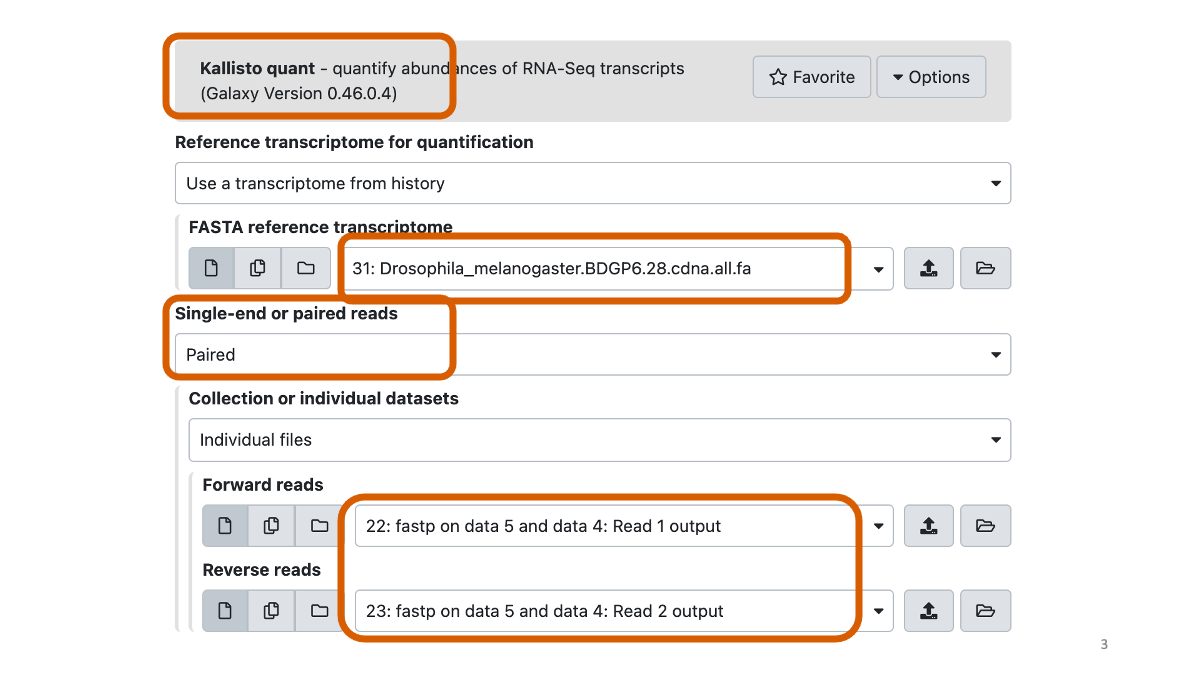 Kallisto quant - quantify abundances of RNA-Seq transcripts
(Galaxy Version 0.46.0.4)
Favorite
Options
Reference transcriptome for quantification
Use a transcriptome from history
FASTA reference transcriptome
31: Drosophila_melanogaster.BDGP6.28.cdna.all.fa
Single-end or paired reads
Paired
Collection or individual datasets
Individual files
Forward reads
22: fastp on data 5 and data 4: Read 1 output
Reverse reads
23: fastp on data 5 and data 4: Read 2 output
3